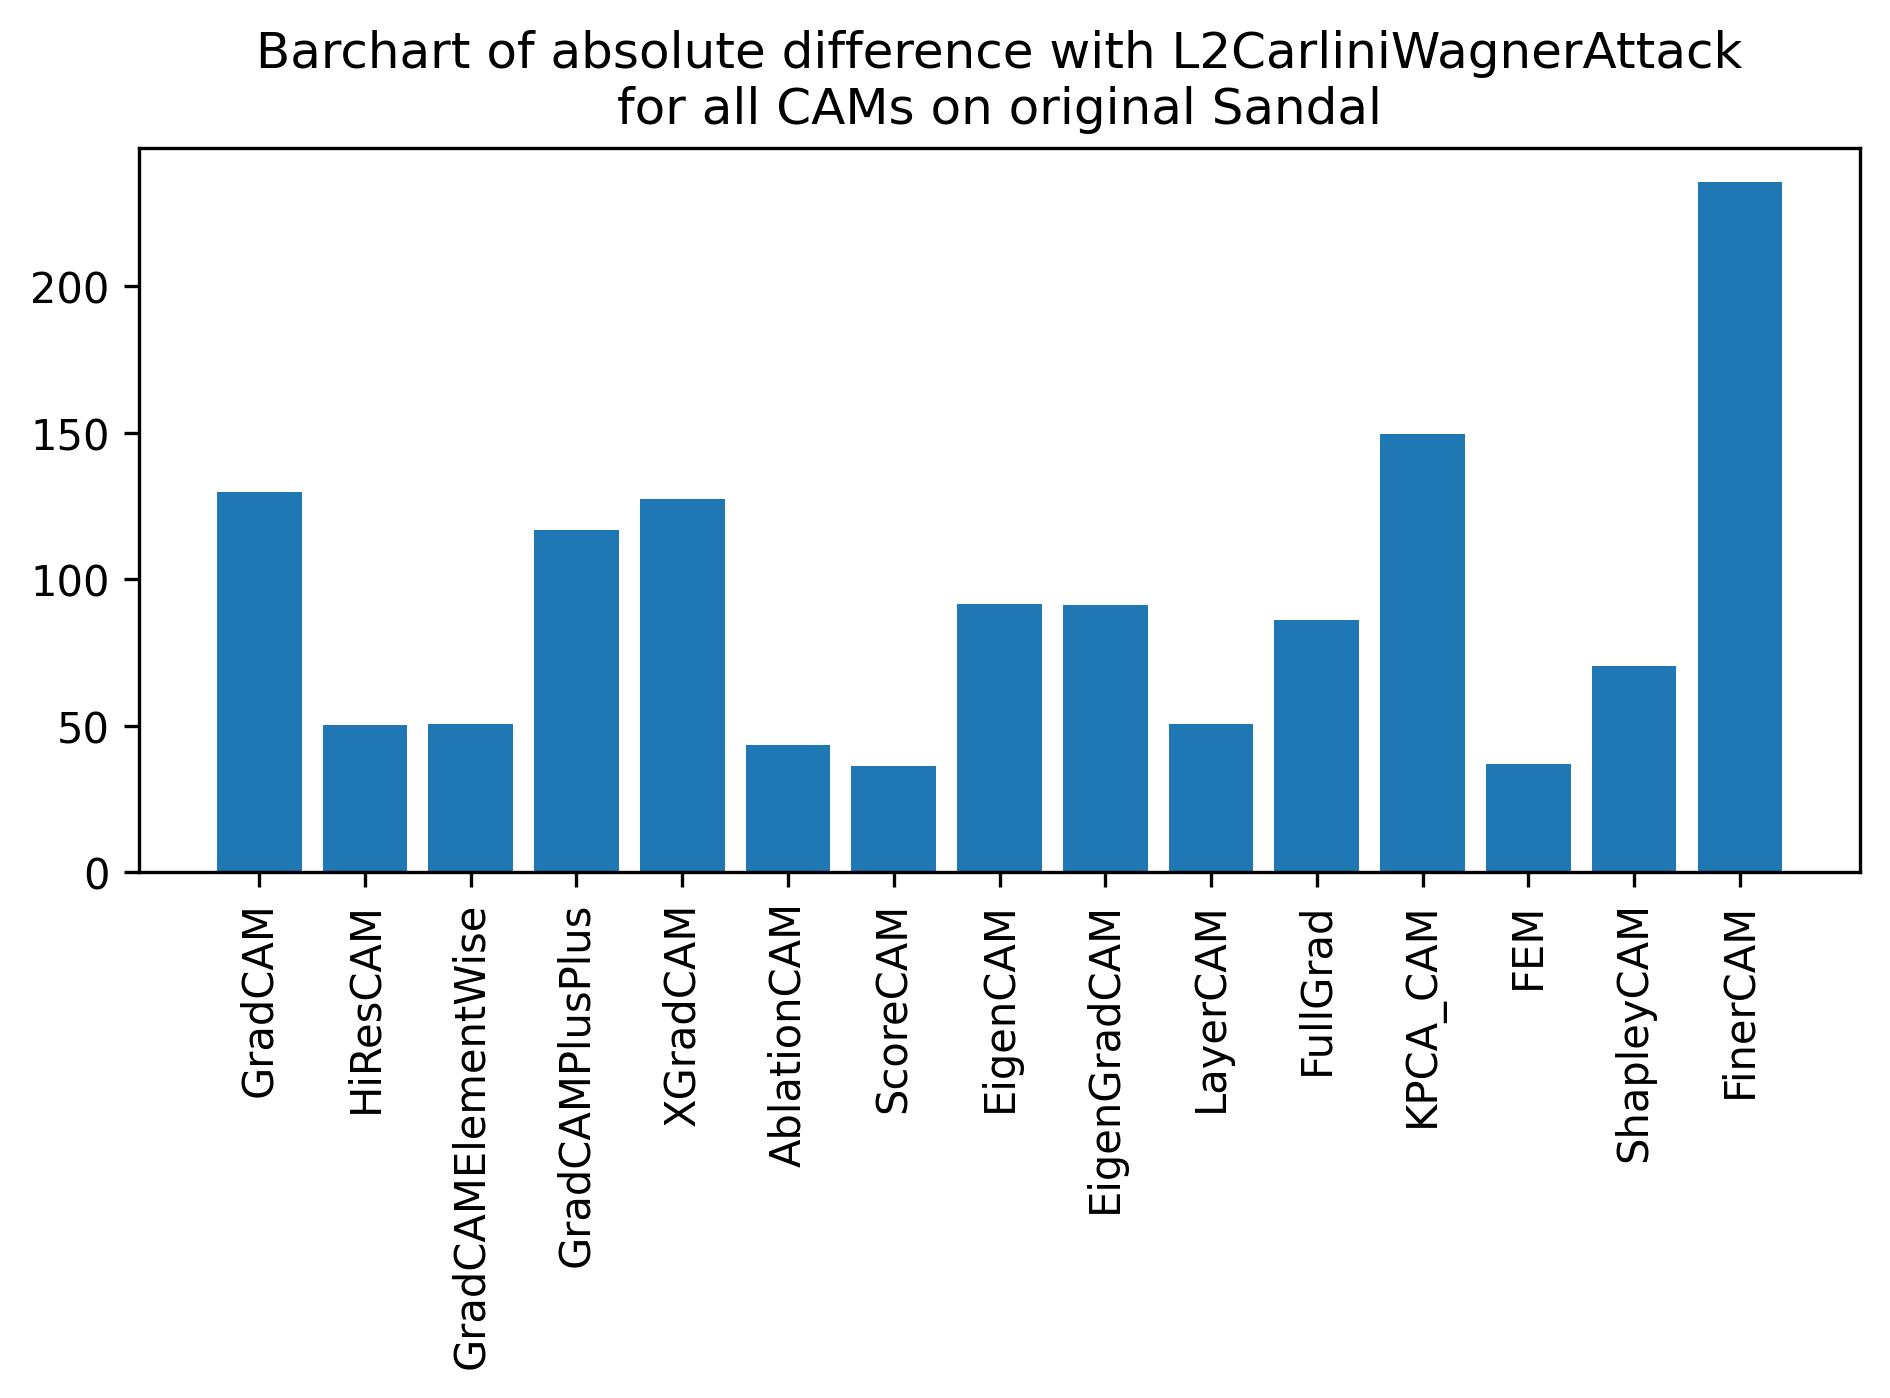 Barchart of absolute difference with L2CarliniWagnerAttack
for all CAMs on original Sandal
200
150
100
50
0
GradCAM
HiResCAM
GradCAMElementWise
GradCAMPlusPlus
XGradCAM
AblationCAM
ScoreCAM
EigenCAM
EigenGradCAM
LayerCAM
FullGrad
KPCA_CAM
FEM
ShapleyCAM
FinerCAM